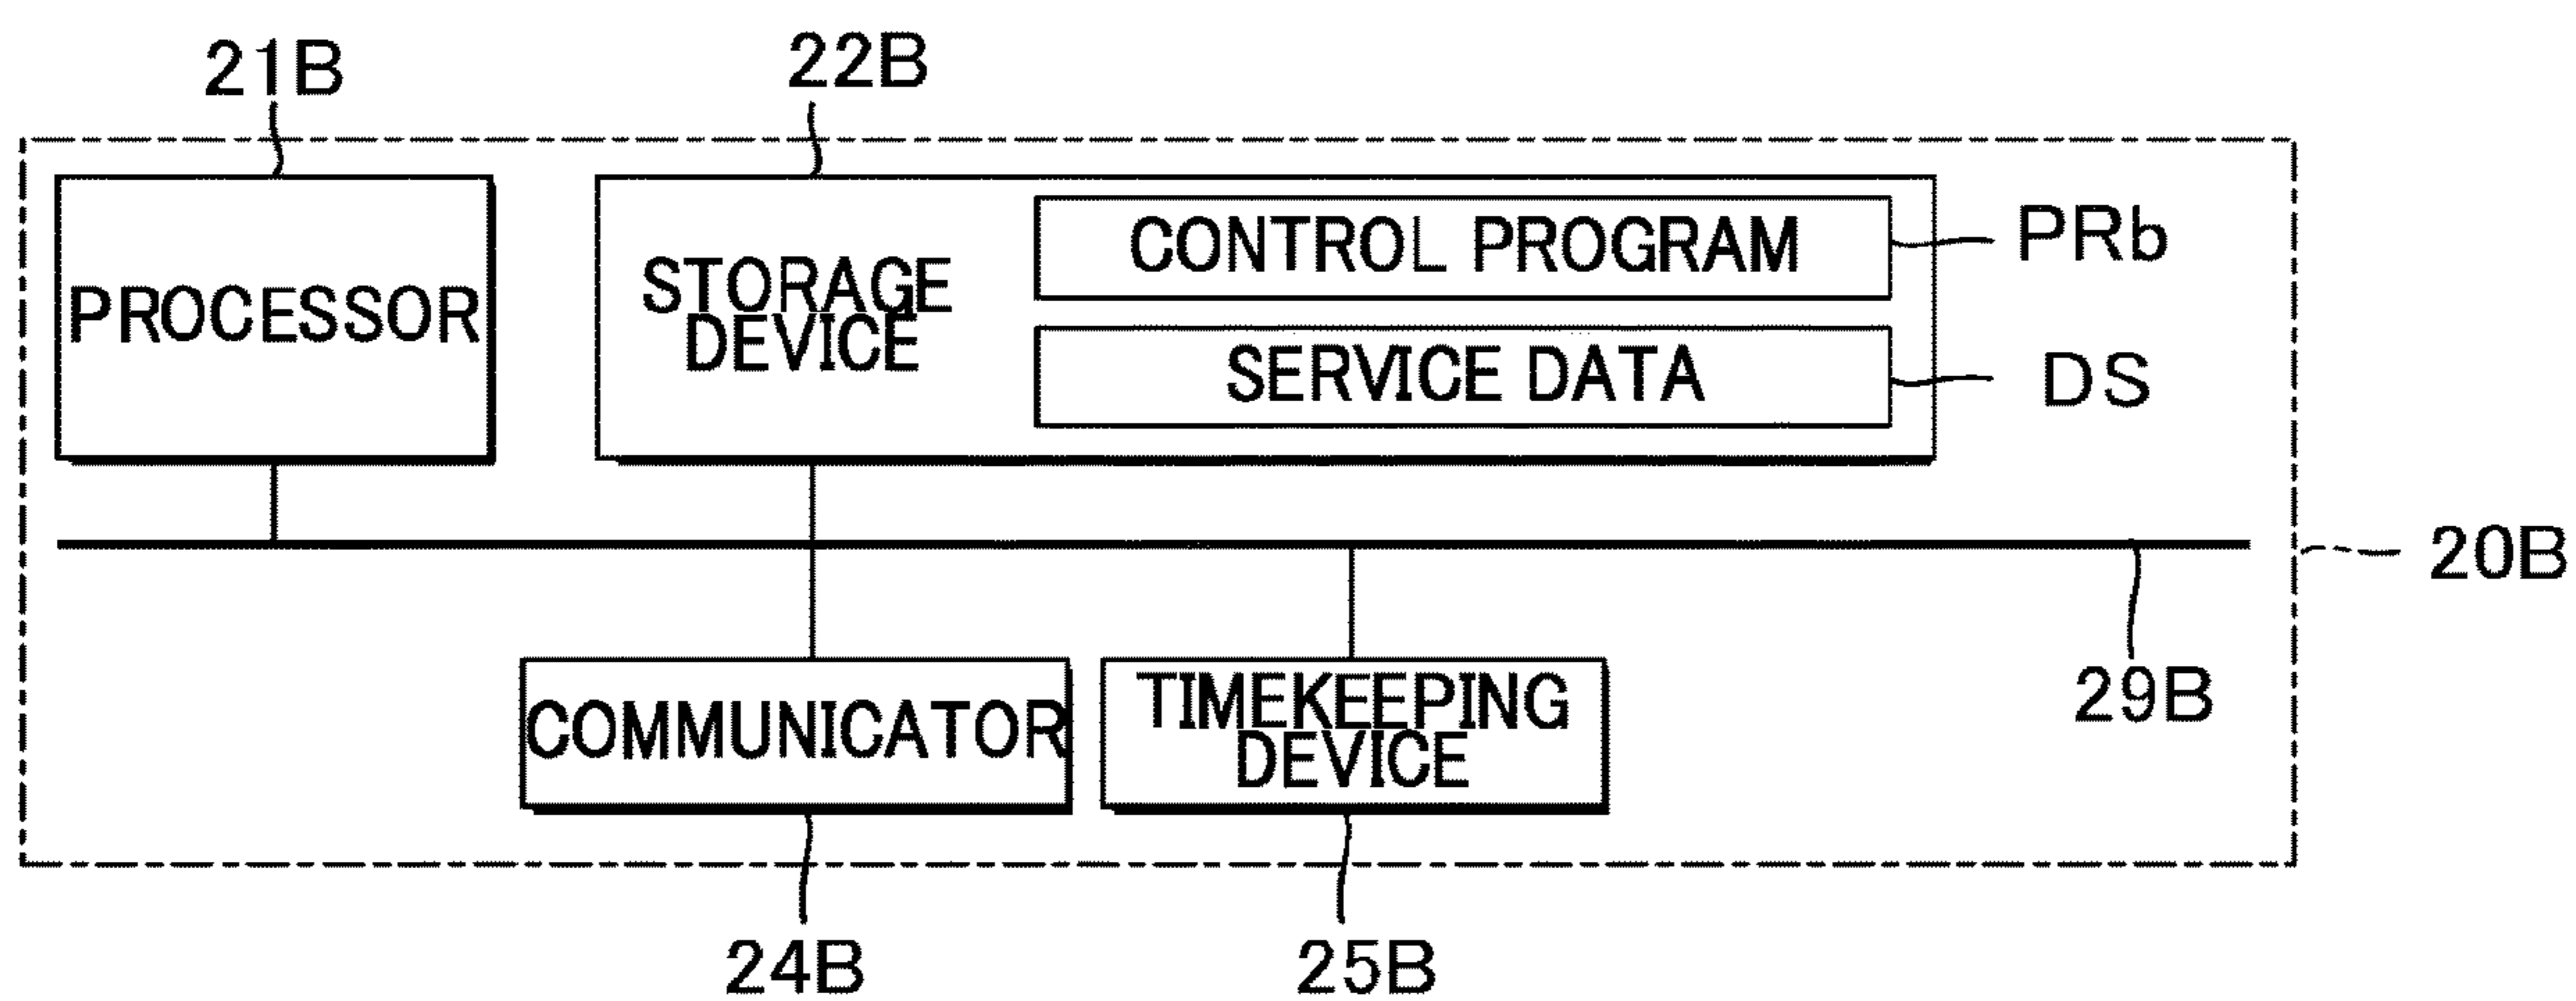 21B
22B
PROCESSOR
STORAGE
DEVICE
CONTROL PROGRAM
PRb
SERVICE DATA
DS
20B
29B
COMMUNICATOR
TIMEKEEPING
DEVICE
24B
25B